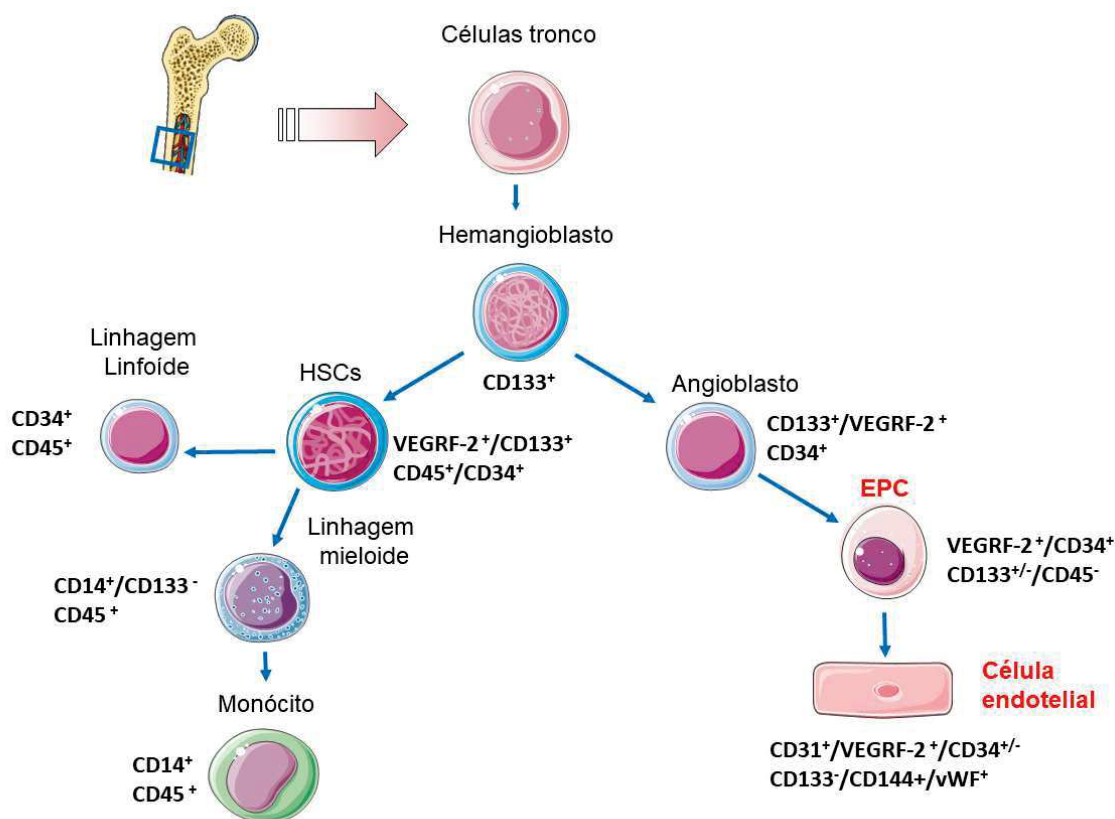 Células tronco
Hemangioblasto
CD133⁺
Linhagem
Linfoíde
CD34⁺
CD45⁺
HSCs
VEGRF-2⁺/CD133⁺
CD45⁺/CD34⁺
Angioblasto
CD133⁺/VEGRF-2⁺
CD34⁺
EPC
VEGRF-2⁺/CD34⁺
CD133⁺/⁻/CD45⁻
Linhagem
mieloide
CD14⁺/CD133⁻
CD45⁺
Monócito
CD14⁺
CD45⁺
Célula
endotelial
CD31⁺/VEGRF-2⁺/CD34⁺/⁻
CD133⁻/CD144+/vWF⁺